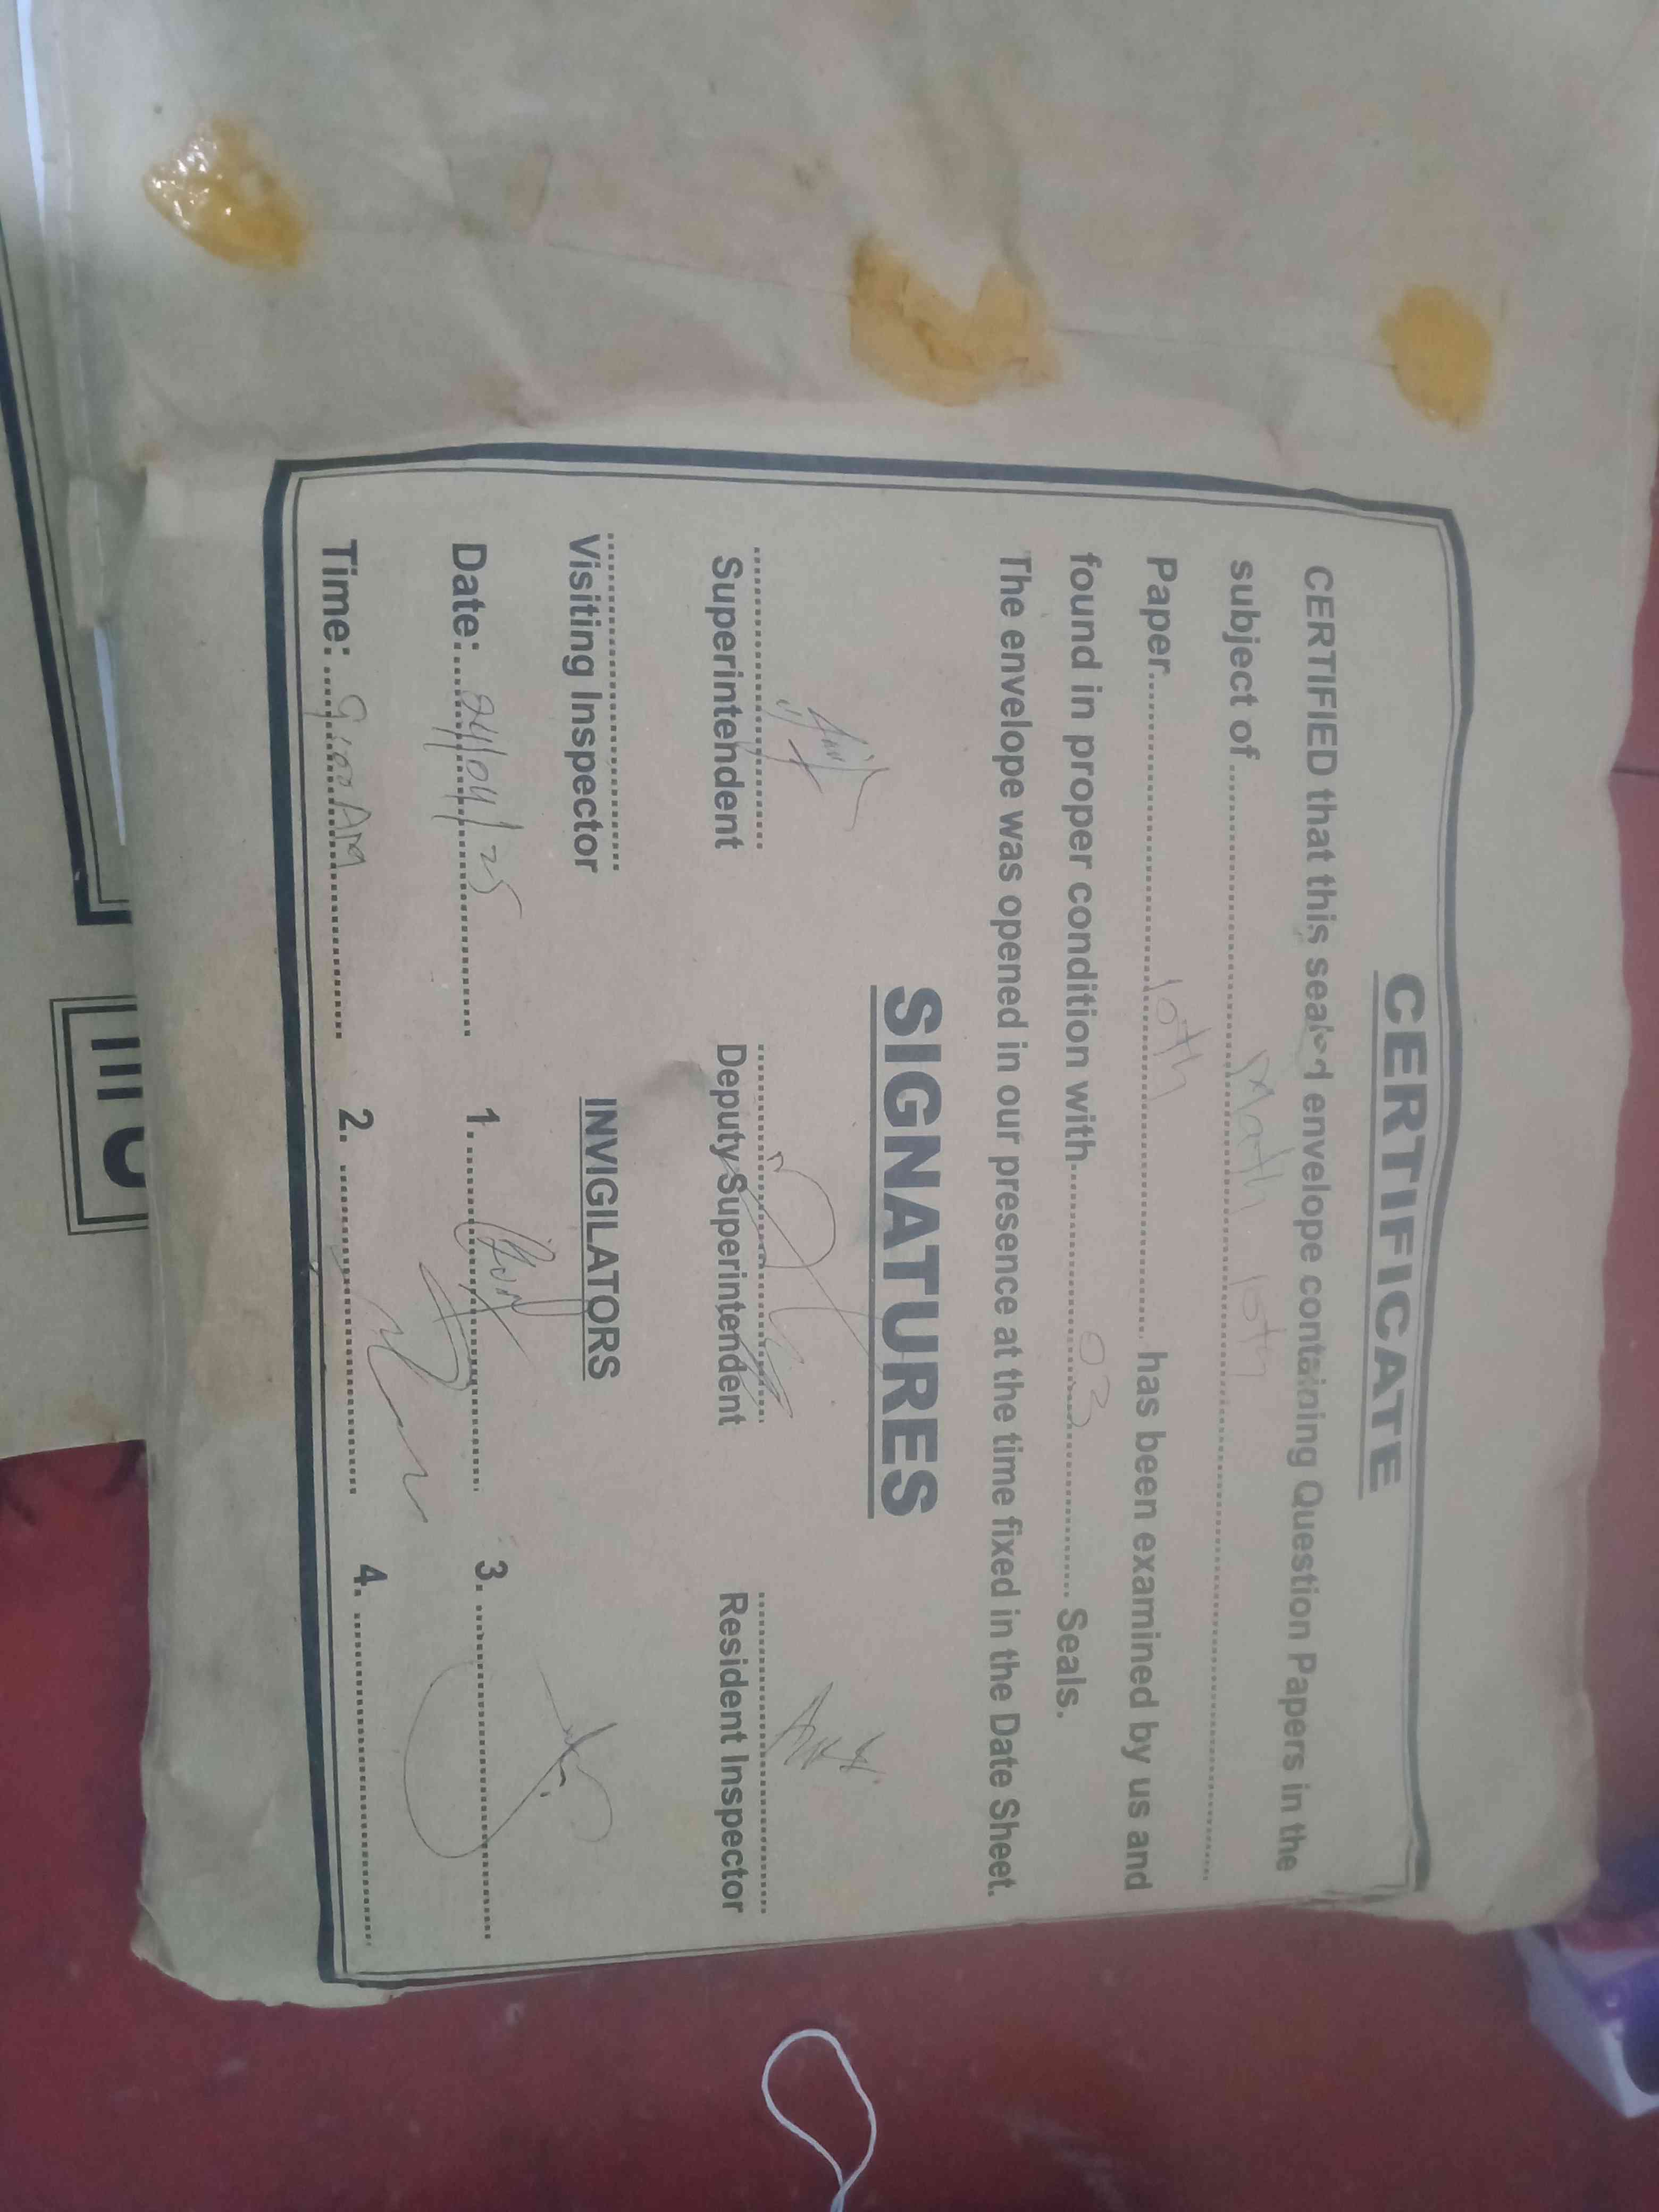 CERTIFICATE
CERTIFIED that this sealed envelope containing Question Papers in the
subject of Math 10th
Paper 10th has been examined by us and
found in proper condition with 03 Seals.
The envelope was opened in our presence at the time fixed in the Date Sheet.
SIGNATURES
Superintendent Deputy Superintendent Resident Inspector
Visiting Inspector INVIGILATORS
Date: 24/04/25 1. 3.
Time: 9:00 AM 2. 4.